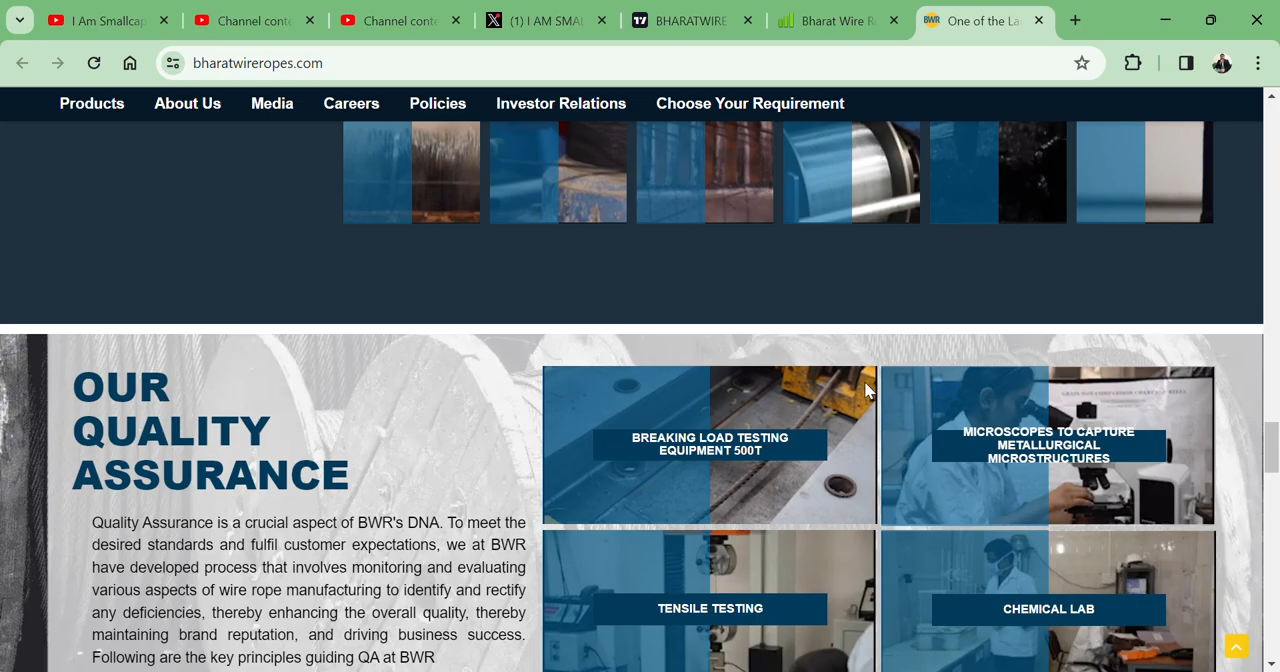 I Am Smallcap
Channel conte
Channel conte
(1) I AM SMAL
BHARATWIRE
Bharat Wire R
BWR One of the La
bharatwireropes.com
Products About Us Media Careers Policies Investor Relations Choose Your Requirement
OUR
QUALITY
ASSURANCE
Quality Assurance is a crucial aspect of BWR's DNA. To meet the
desired standards and fulfil customer expectations, we at BWR
have developed process that involves monitoring and evaluating
various aspects of wire rope manufacturing to identify and rectify
any deficiencies, thereby enhancing the overall quality, thereby
maintaining brand reputation, and driving business success.
Following are the key principles guiding QA at BWR
BREAKING LOAD TESTING
EQUIPMENT 500T
MICROSCOPES TO CAPTURE
METALLURGICAL
MICROSTRUCTURES
TENSILE TESTING
CHEMICAL LAB